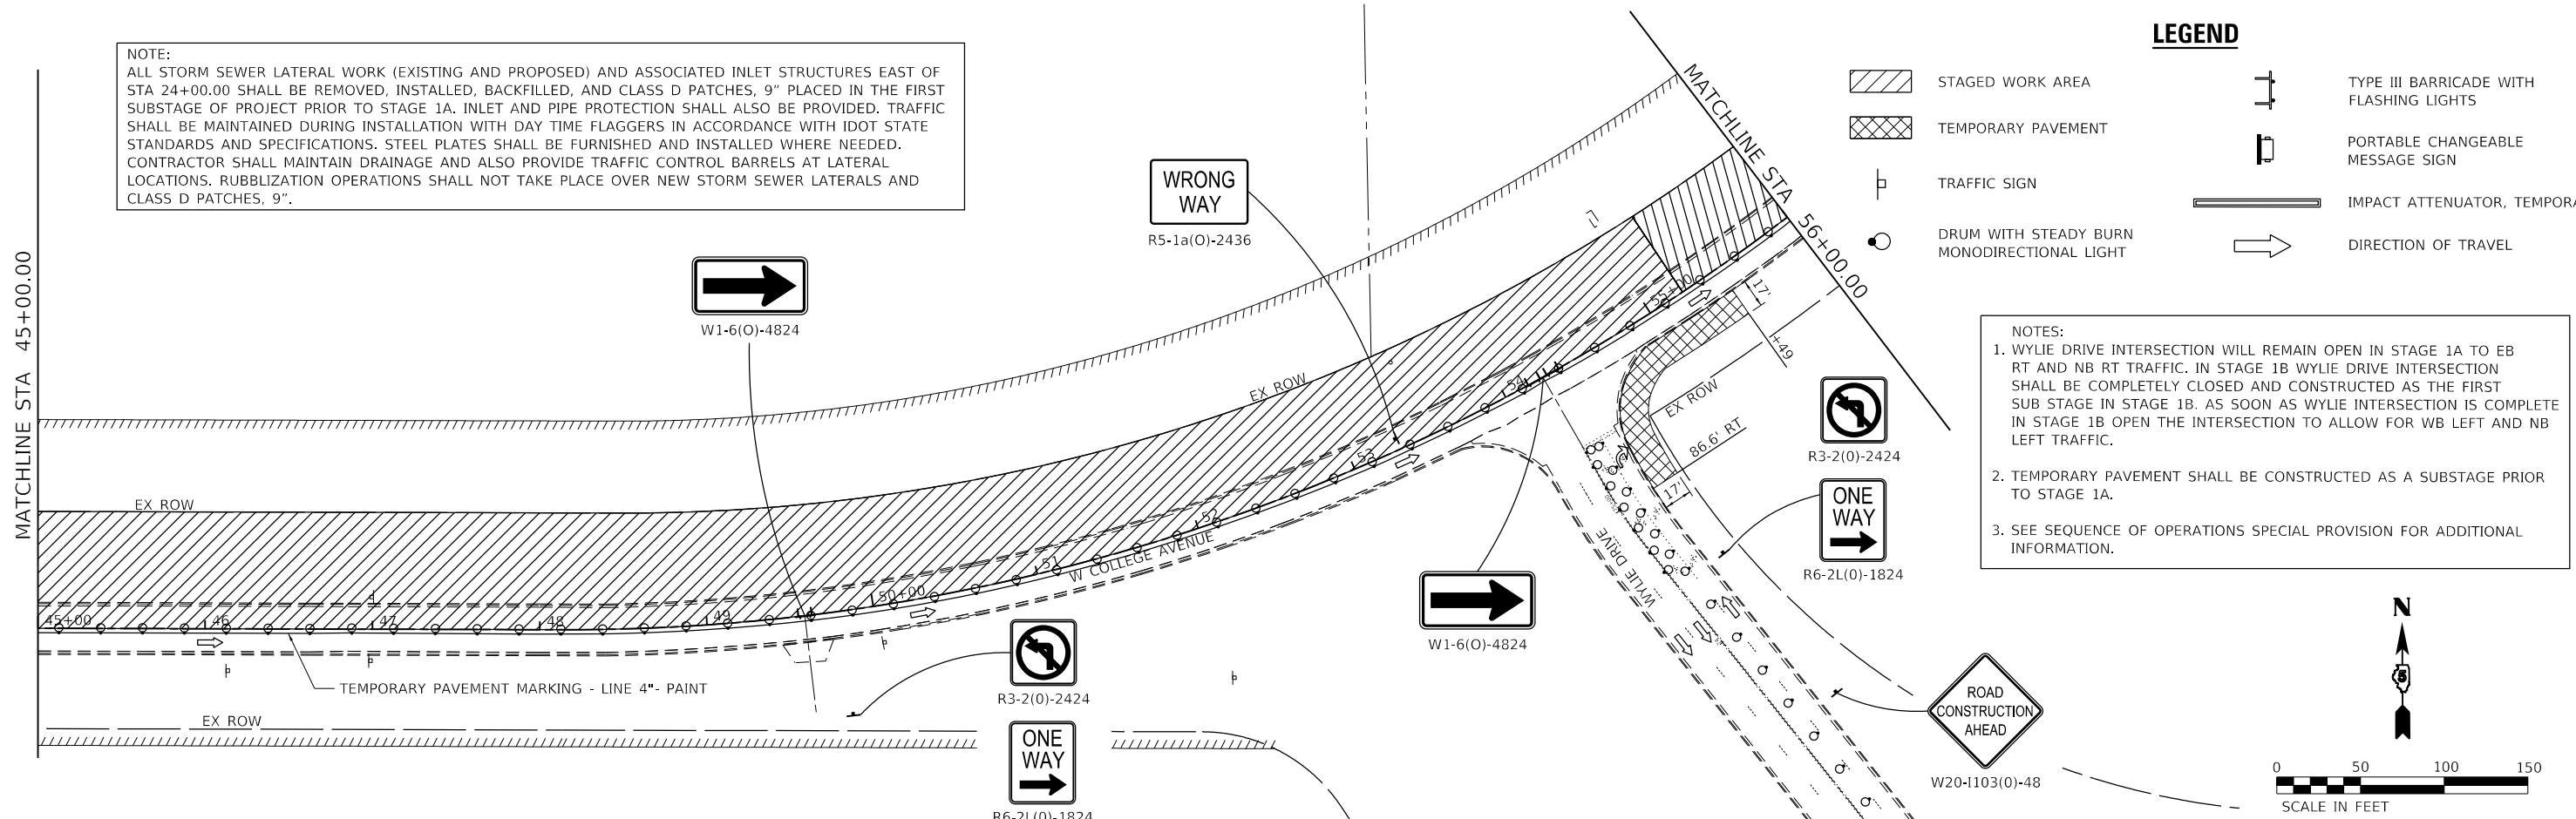 NOTE:
ALL STORM SEWER LATERAL WORK (EXISTING AND PROPOSED) AND ASSOCIATED INLET STRUCTURES EAST OF
STA 24+00.00 SHALL BE REMOVED, INSTALLED, BACKFILLED, AND CLASS D PATCHES, 9" PLACED IN THE FIRST
SUBSTAGE OF PROJECT PRIOR TO STAGE 1A. INLET AND PIPE PROTECTION SHALL ALSO BE PROVIDED. TRAFFIC
SHALL BE MAINTAINED DURING INSTALLATION WITH DAY TIME FLAGGERS IN ACCORDANCE WITH IDOT STATE
STANDARDS AND SPECIFICATIONS. STEEL PLATES SHALL BE FURNISHED AND INSTALLED WHERE NEEDED.
CONTRACTOR SHALL MAINTAIN DRAINAGE AND ALSO PROVIDE TRAFFIC CONTROL BARRELS AT LATERAL
LOCATIONS. RUBBLIZATION OPERATIONS SHALL NOT TAKE PLACE OVER NEW STORM SEWER LATERALS AND
CLASS D PATCHES, 9".
MATCHLINE STA 45+00.00
W1-6(O)-4824
WRONG
WAY
R5-1a(O)-2436
MATCHLINE STA 56+00.00
LEGEND
STAGED WORK AREA
TEMPORARY PAVEMENT
TRAFFIC SIGN
DRUM WITH STEADY BURN
MONODIRECTIONAL LIGHT
TYPE III BARRICADE WITH
FLASHING LIGHTS
PORTABLE CHANGEABLE
MESSAGE SIGN
IMPACT ATTENUATOR, TEMPORA
DIRECTION OF TRAVEL
NOTES:
1. WYLIE DRIVE INTERSECTION WILL REMAIN OPEN IN STAGE 1A TO EB
RT AND NB RT TRAFFIC. IN STAGE 1B WYLIE DRIVE INTERSECTION
SHALL BE COMPLETELY CLOSED AND CONSTRUCTED AS THE FIRST
SUB STAGE IN STAGE 1B. AS SOON AS WYLIE INTERSECTION IS COMPLETE
IN STAGE 1B OPEN THE INTERSECTION TO ALLOW FOR WB LEFT AND NB
LEFT TRAFFIC.
2. TEMPORARY PAVEMENT SHALL BE CONSTRUCTED AS A SUBSTAGE PRIOR
TO STAGE 1A.
3. SEE SEQUENCE OF OPERATIONS SPECIAL PROVISION FOR ADDITIONAL
INFORMATION.
EX ROW
EX ROW
EX ROW
EX ROW
45+00
46
47
48
49
50+00
51
52
53
54
55+00
W COLLEGE AVENUE
WYLIE DRIVE
17'
+49
86.6' RT
17'
TEMPORARY PAVEMENT MARKING - LINE 4"- PAINT
R3-2(0)-2424
ONE
WAY
R6-2L(0)-1824
W1-6(O)-4824
R3-2(0)-2424
ONE
WAY
R6-2L(0)-1824
ROAD
CONSTRUCTION
AHEAD
W20-I103(0)-48
N
5
0 50 100 150
SCALE IN FEET